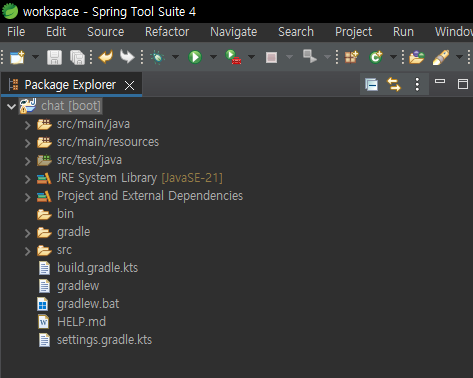 workspace - Spring Tool Suite 4
File Edit Source Refactor Navigate Search Project Run Window
Package Explorer
chat [boot]
src/main/java
src/main/resources
src/test/java
JRE System Library [JavaSE-21]
Project and External Dependencies
bin
gradle
src
build.gradle.kts
gradlew
gradlew.bat
HELP.md
settings.gradle.kts